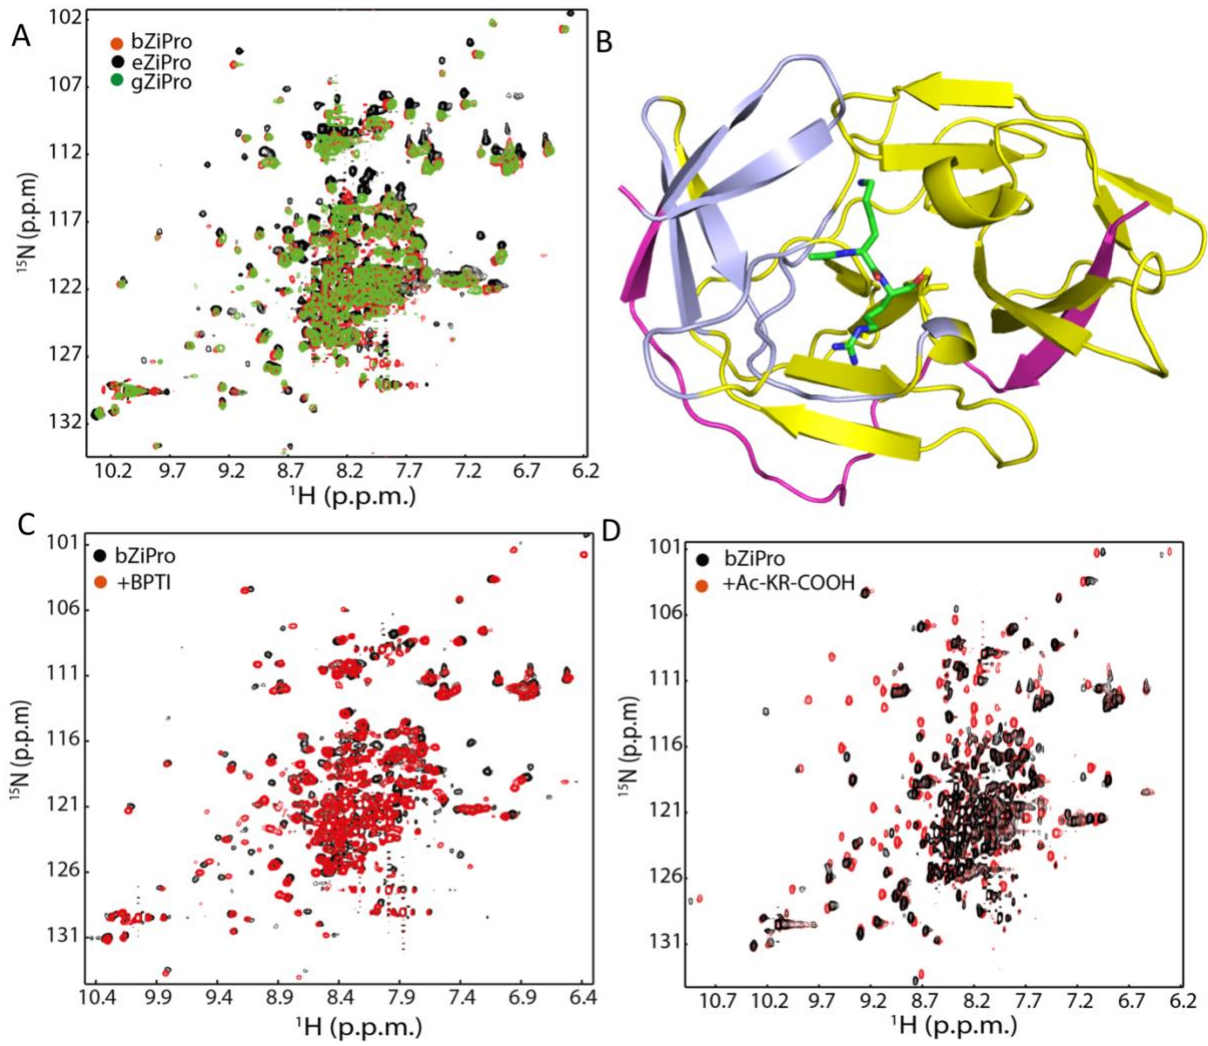 A
bZiPro
eZiPro
gZiPro
102
107
112
117
122
127
132
¹⁵N (p.p.m)
10.2 9.7 9.2 8.7 8.2 7.7 7.2 6.7 6.2
¹H (p.p.m.)
B
C
bZiPro
+BPTI
101
106
111
116
121
126
131
¹⁵N (p.p.m)
10.4 9.9 9.4 8.9 8.4 7.9 7.4 6.9 6.4
¹H (p.p.m.)
D
bZiPro
+Ac-KR-COOH
101
106
111
116
121
126
131
¹⁵N (p.p.m)
10.7 10.2 9.7 9.2 8.7 8.2 7.7 7.2 6.7 6.2
¹H (p.p.m.)